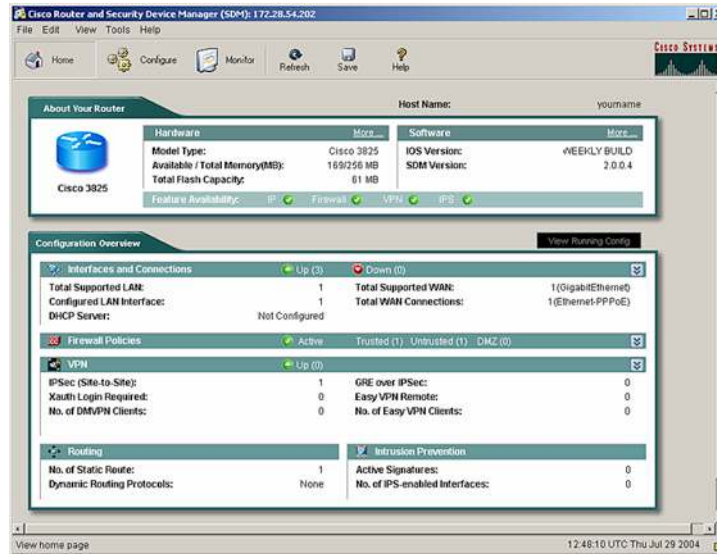 Cisco Router and Security Device Manager (SDM): 172.28.54.202
File Edit View Tools Help
Home Configure Monitor Refresh Save Help
CISCO SYSTEMS
About Your Router
Host Name: yourname
Hardware More...
Software More...
Model Type: Cisco 3825
IOS Version: WEEKLY BUILD
Available / Total Memory(MB): 169/256 MB
SDM Version: 2.0.0.4
Total Flash Capacity: 61 MB
Cisco 3825
Feature Availability: IP Firewall VPN IPS
Configuration Overview
View Running Config
Interfaces and Connections Up (3) Down (0)
Total Supported LAN: 1
Total Supported WAN: 1(GigabitEthernet)
Configured LAN Interface: 1
Total WAN Connections: 1(Ethernet-PPPoE)
DHCP Server: Not Configured
Firewall Policies Active Trusted (1) Untrusted (1) DMZ (0)
VPN Up (0)
IPSec (Site-to-Site): 1
GRE over IPSec: 0
Xauth Login Required: 0
Easy VPN Remote: 0
No. of DMVPN Clients: 0
No. of Easy VPN Clients: 0
Routing
Intrusion Prevention
No. of Static Route: 1
Active Signatures: 0
Dynamic Routing Protocols: None
No. of IPS-enabled Interfaces: 0
View home page
12:48:10 UTC Thu Jul 29 2004